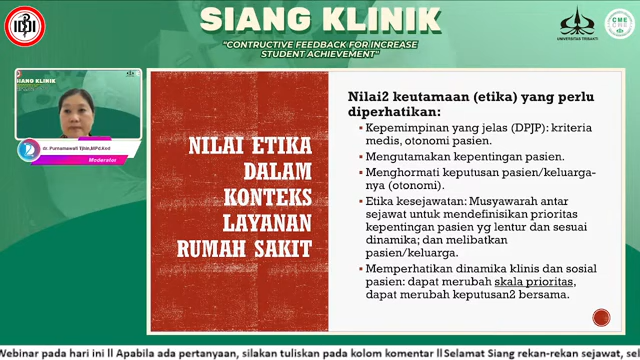 SIANG KLINIK
"CONTRUCTIVE FEEDBACK FOR INCREASE
STUDENT ACHIEVEMENT"
UNIVERSITAS TRISAKTI
CME
SIANG KLINIK
dr. Purnamawati Tjhin,MPd.Ked
Moderator
NILAI ETIKA
DALAM
KONTEKS
LAYANAN
RUMAH SAKIT
Nilai2 keutamaan (etika) yang perlu
diperhatikan:
▪ Kepemimpinan yang jelas (DPJP): kriteria
medis, otonomi pasien.
▪ Mengutamakan kepentingan pasien.
▪ Menghormati keputusan pasien/keluarga-
nya (otonomi).
▪ Etika kesejawatan: Musyawarah antar
sejawat untuk mendefinisikan prioritas
kepentingan pasien yg lentur dan sesuai
dinamika; dan melibatkan
pasien/keluarga.
▪ Memperhatikan dinamika klinis dan sosial
pasien: dapat merubah skala prioritas,
dapat merubah keputusan2 bersama.
Webinar pada hari ini ll Apabila ada pertanyaan, silakan tuliskan pada kolom komentar ll Selamat Siang rekan-rekan sejawat, sel